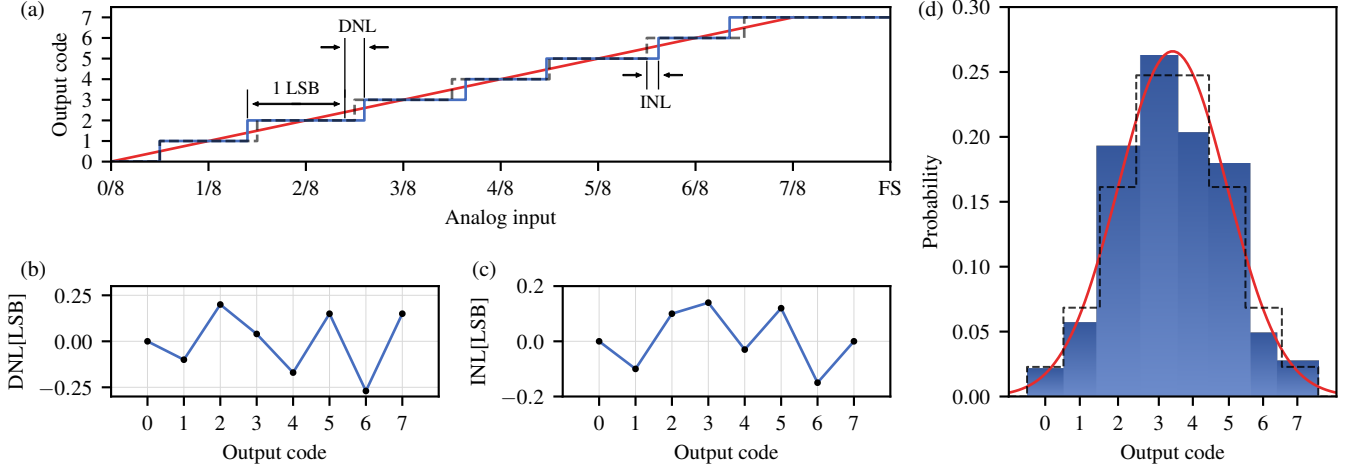 (a)
Output code
7
6
5
4
3
2
1
0
DNL
1 LSB
INL
0/8 1/8 2/8 3/8 4/8 5/8 6/8 7/8 FS
Analog input
(b)
DNL[LSB]
0.25
0.00
−0.25
0 1 2 3 4 5 6 7
Output code
(c)
INL[LSB]
0.2
0.0
−0.2
0 1 2 3 4 5 6 7
Output code
(d)
Probability
0.30
0.25
0.20
0.15
0.10
0.05
0.00
0 1 2 3 4 5 6 7
Output code